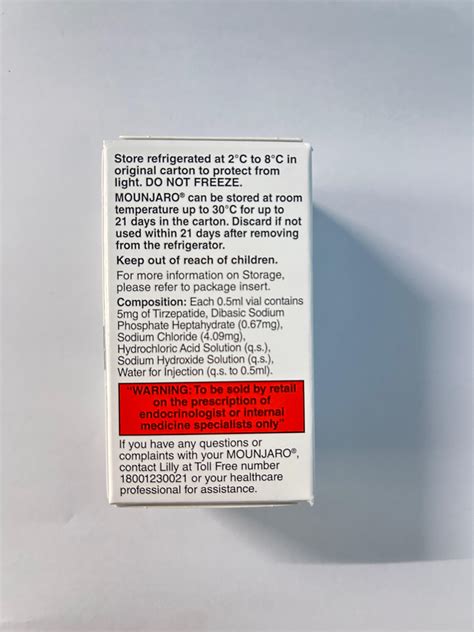 Store refrigerated at 2°C to 8°C in
original carton to protect from
light. DO NOT FREEZE.
MOUNJARO® can be stored at room
temperature up to 30°C for up to
21 days in the carton. Discard if not
used within 21 days after removing
from the refrigerator.
Keep out of reach of children.
For more information on Storage,
please refer to package insert.
Composition: Each 0.5ml vial contains
5mg of Tirzepatide, Dibasic Sodium
Phosphate Heptahydrate (0.67mg),
Sodium Chloride (4.09mg),
Hydrochloric Acid Solution (q.s.),
Sodium Hydroxide Solution (q.s.),
Water for Injection (q.s. to 0.5ml).
"WARNING: To be sold by retail
on the prescription of
endocrinologist or internal
medicine specialists only"
If you have any questions or
complaints with your MOUNJARO®,
contact Lilly at Toll Free number
18001230021 or your healthcare
professional for assistance.